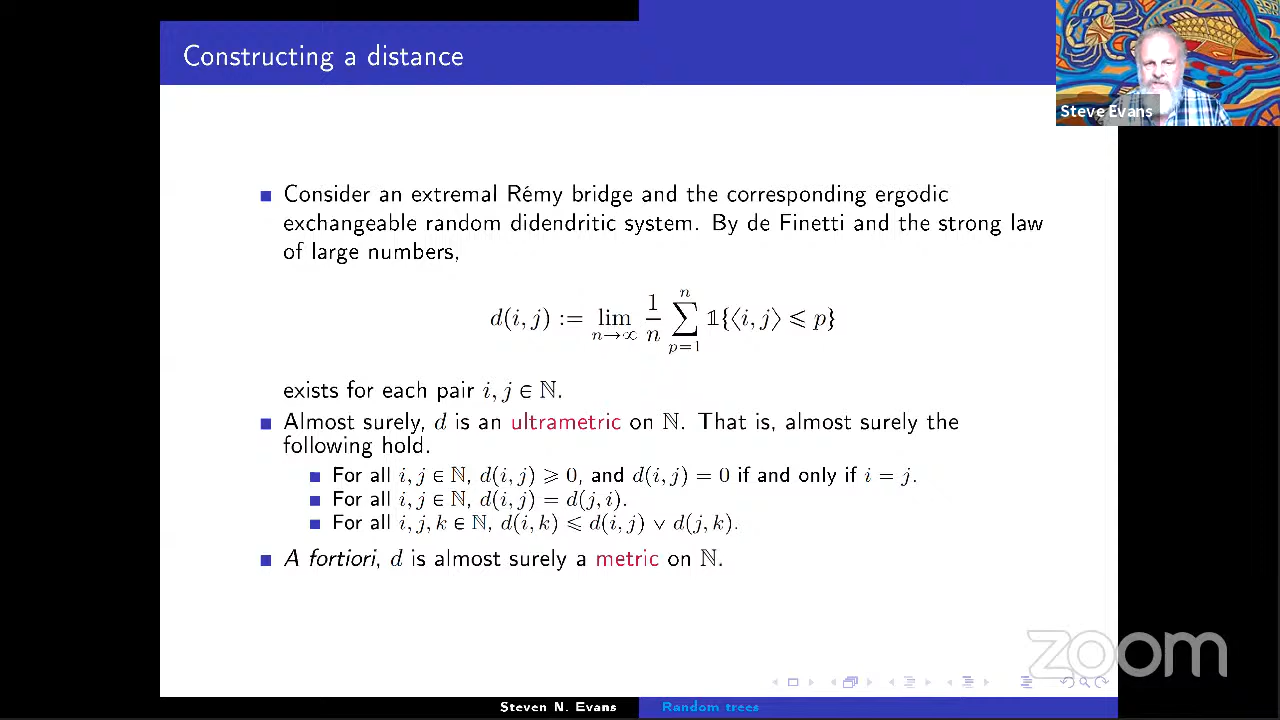 Constructing a distance
Steve Evans
Consider an extremal Rémy bridge and the corresponding ergodic
exchangeable random didendritic system. By de Finetti and the strong law
of large numbers,
d(i, j) := lim_{n→∞} \frac{1}{n} \sum_{p=1}^{n} 𝟙{⟨i, j⟩ ⩽ p}
exists for each pair i, j ∈ ℕ.
Almost surely, d is an ultrametric on ℕ. That is, almost surely the
following hold.
For all i, j ∈ ℕ, d(i, j) ⩾ 0, and d(i, j) = 0 if and only if i = j.
For all i, j ∈ ℕ, d(i, j) = d(j, i).
For all i, j, k ∈ ℕ, d(i, k) ⩽ d(i, j) ∨ d(j, k).
A fortiori, d is almost surely a metric on ℕ.
zoom
Steven N. Evans
Random trees